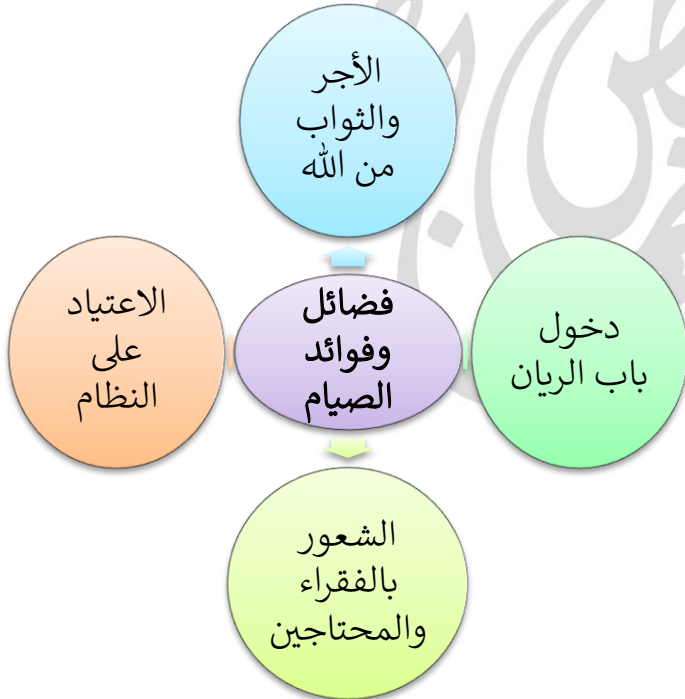 الأجر
والثواب
من الله
فضائل
وفوائد
الصيام
دخول
باب الريان
الاعتياد
على
النظام
الشعور
بالفقراء
والمحتاجين